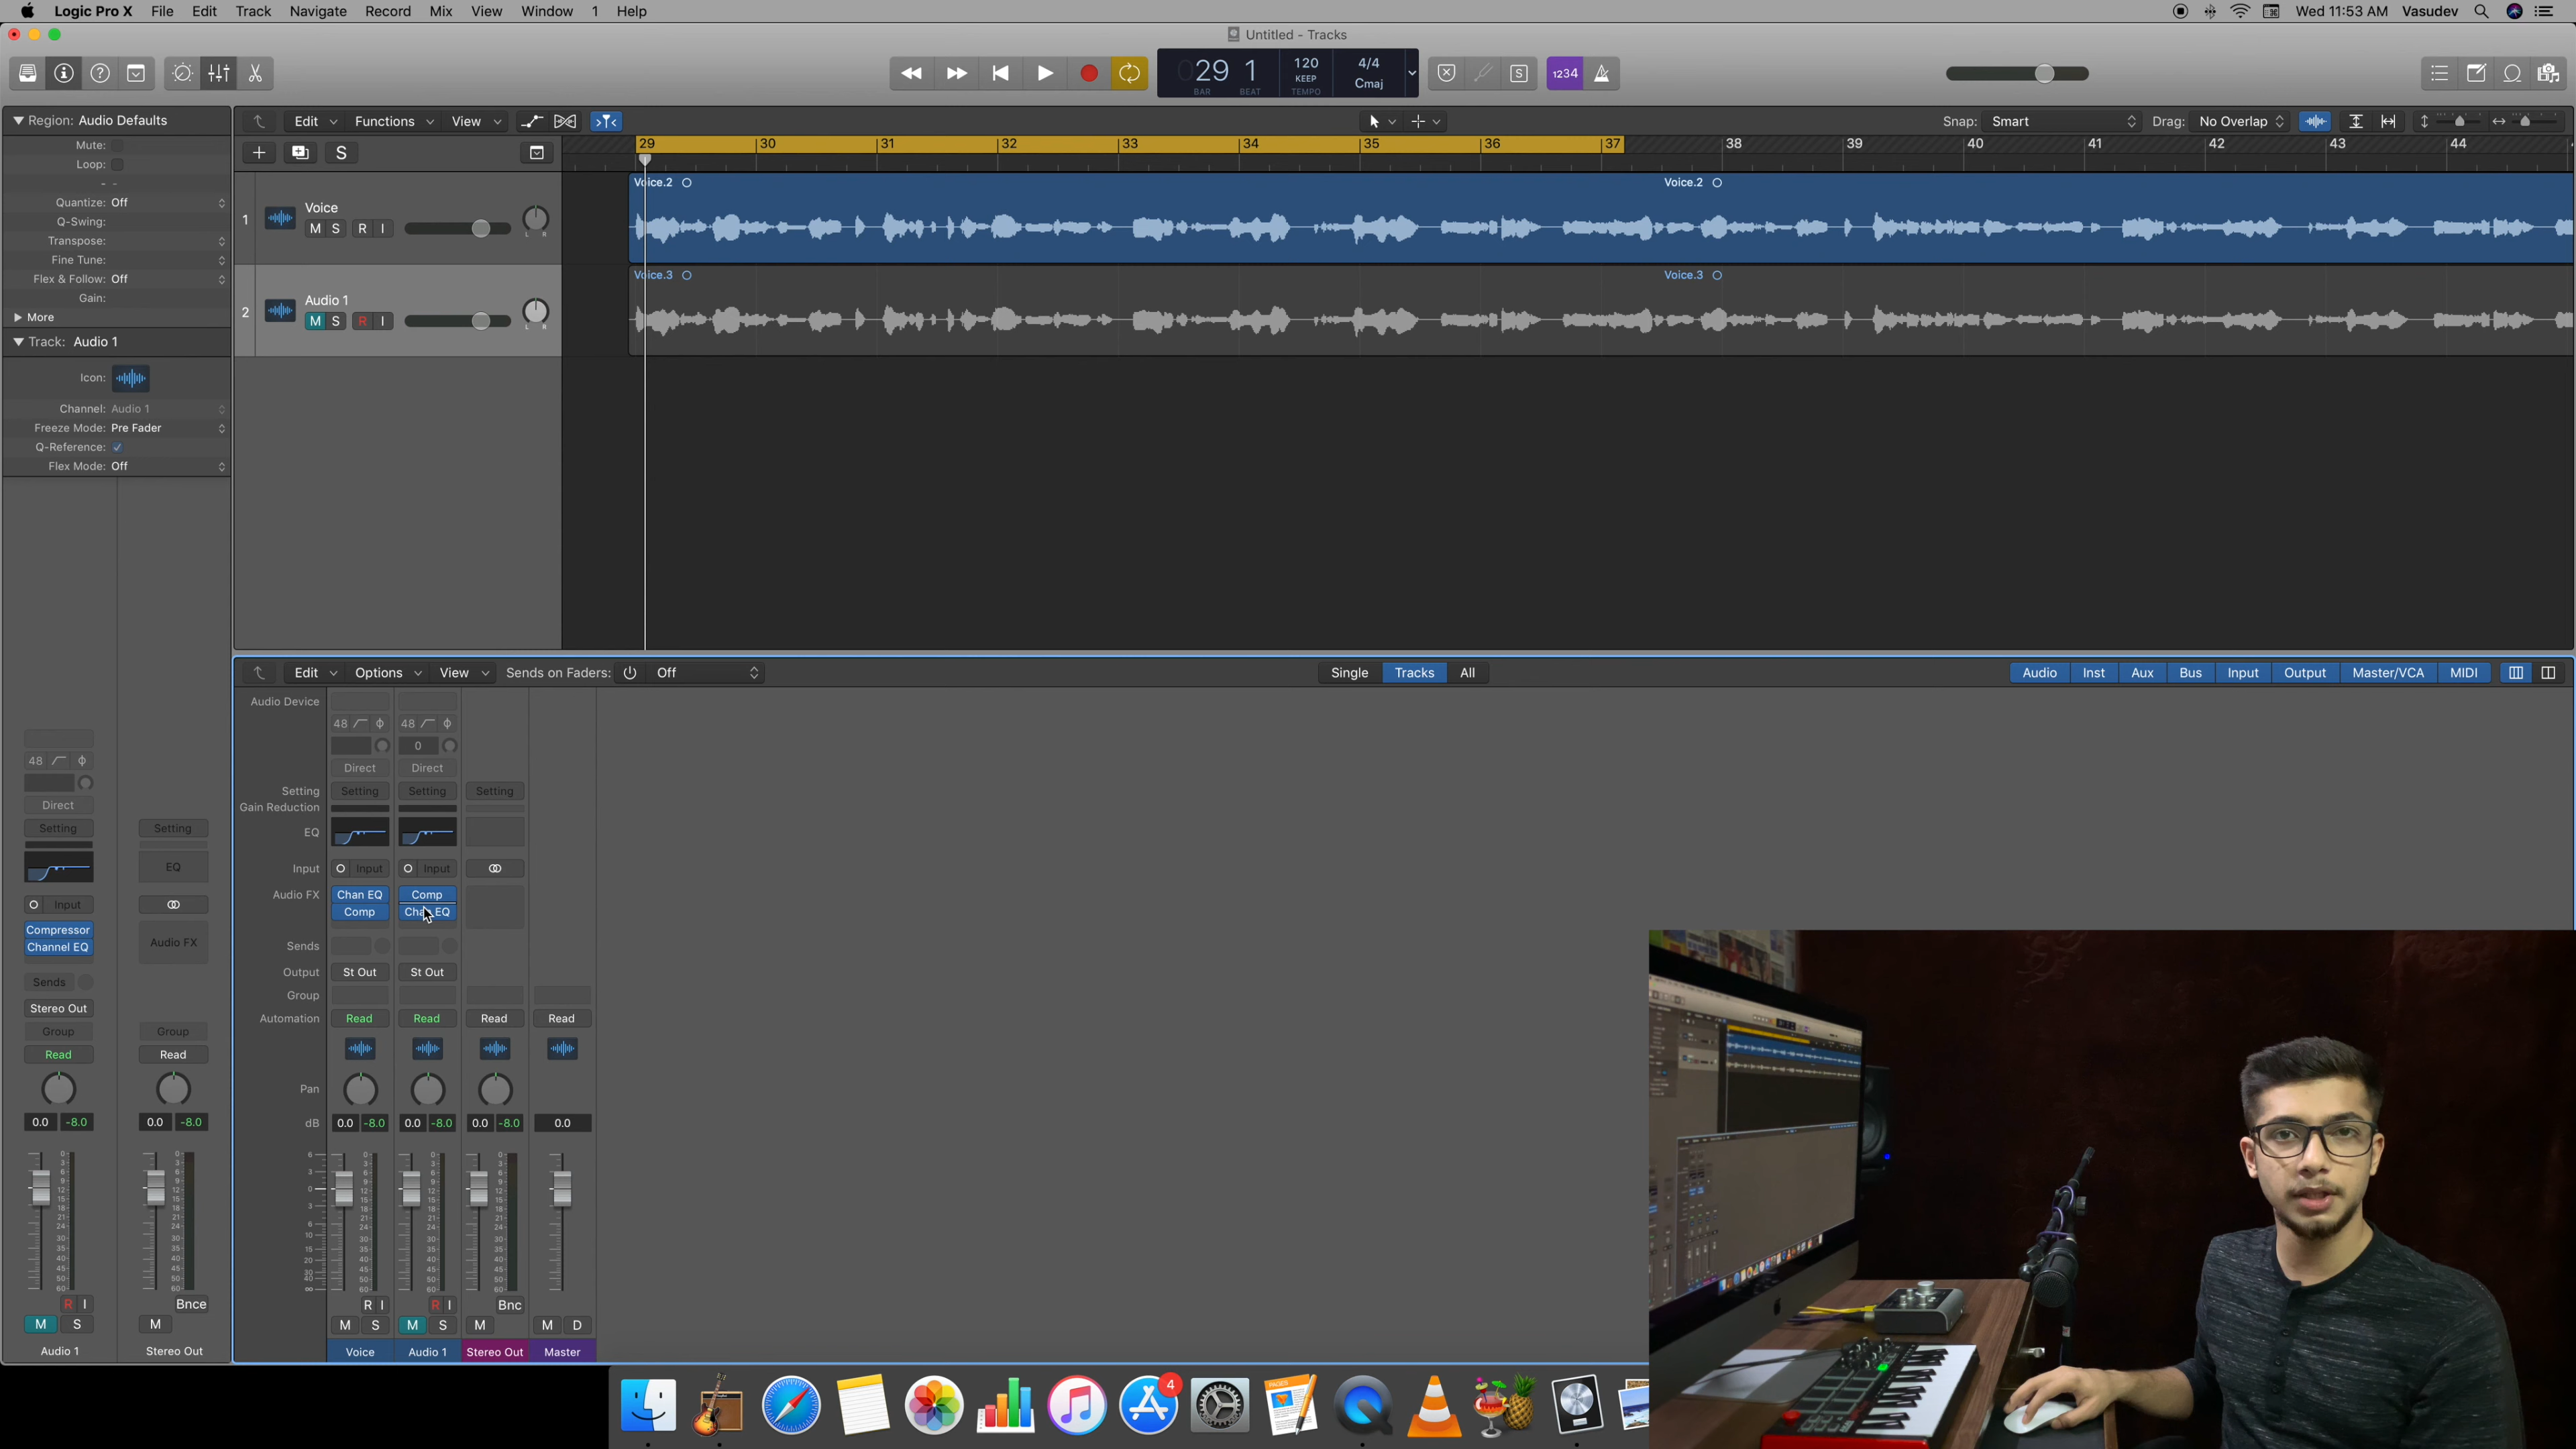 Logic Pro X File Edit Track Navigate Record Mix View Window 1 Help
Wed 11:53 AM Vasudev
Untitled - Tracks
029 1 120 4/4
KEEP Cmaj
BAR BEAT TEMPO
S
1234
Region: Audio Defaults
Mute:
Loop:
- -
Quantize: Off
Q-Swing:
Transpose:
Fine Tune:
Flex & Follow: Off
Gain:
More
Track: Audio 1
Icon:
Channel: Audio 1
Freeze Mode: Pre Fader
Q-Reference:
Flex Mode: Off
48
Direct
Setting Setting
EQ
Input
Compressor
Channel EQ
Audio FX
Sends
Stereo Out
Group Group
Read Read
0.0 -8.0 0.0 -8.0
R I Bnce
M S M
Audio 1 Stereo Out
Edit Functions View
Snap: Smart Drag: No Overlap
S
29 30 31 32 33 34 35 36 37 38 39 40 41 42 43 44
1 Voice
M S R I
L R
Voice.2 Voice.2
2 Audio 1
M S R I
L R
Voice.3 Voice.3
Edit Options View Sends on Faders: Off
Single Tracks All
Audio Inst Aux Bus Input Output Master/VCA MIDI
Audio Device
48 48
0
Direct Direct
Setting Setting Setting Setting
Gain Reduction
EQ
Input Input Input
Audio FX Chan EQ Comp
Comp Chan EQ
Sends
Output St Out St Out
Group
Automation Read Read Read Read
Pan
dB 0.0 -8.0 0.0 -8.0 0.0 -8.0 0.0
R I R I Bnc
M S M S M M D
Voice Audio 1 Stereo Out Master
4
PAGES